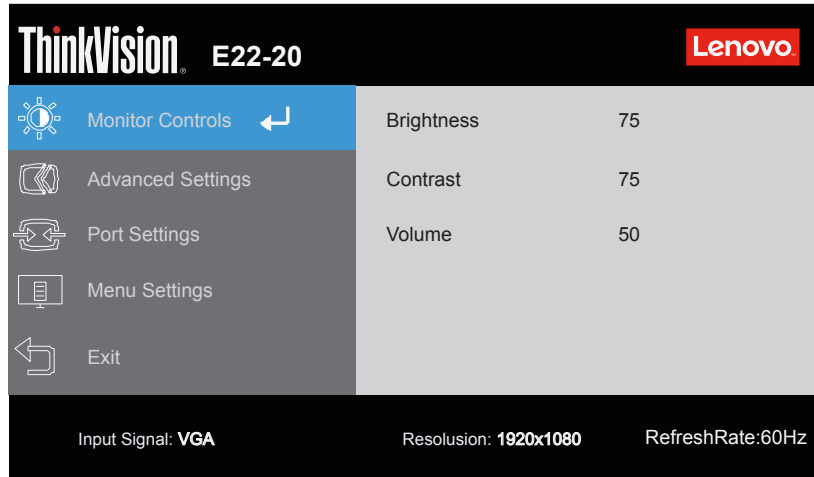 ThinkVision® E22-20 Lenovo
Monitor Controls Brightness 75
Advanced Settings Contrast 75
Port Settings Volume 50
Menu Settings
Exit
Input Signal: VGA Resolusion: 1920x1080 RefreshRate:60Hz